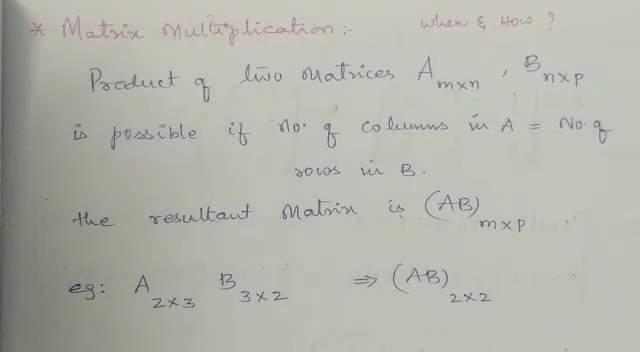 * Matrix Multiplication :- When & How ?
Product of two Matrices A m×n , B n×p
is possible if No. of columns in A = No. of
rows in B.
the resultant Matrix is (AB) m×p
eg: A 2×3 B 3×2 ⇒ (AB) 2×2